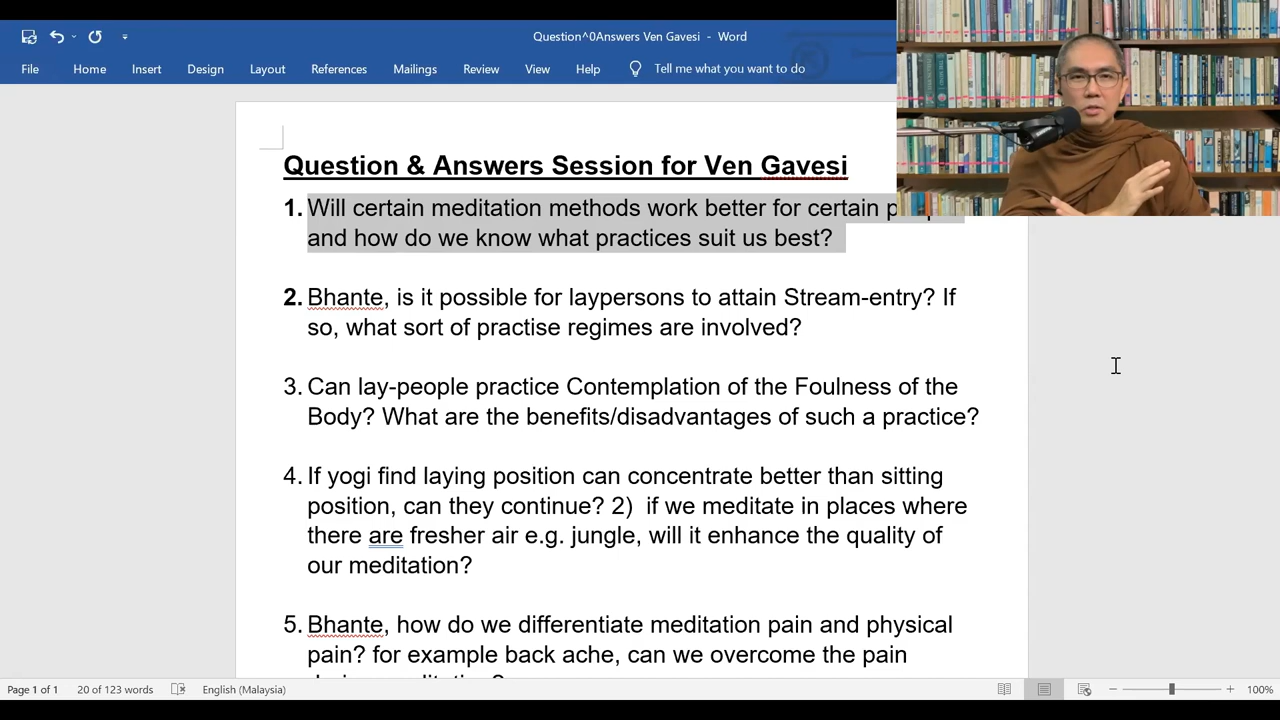 Question^0Answers Ven Gavesi - Word
File Home Insert Design Layout References Mailings Review View Help Tell me what you want to do
Question & Answers Session for Ven Gavesi
1. Will certain meditation methods work better for certain
and how do we know what practices suit us best?
2. Bhante, is it possible for laypersons to attain Stream-entry? If
so, what sort of practise regimes are involved?
3. Can lay-people practice Contemplation of the Foulness of the
Body? What are the benefits/disadvantages of such a practice?
4. If yogi find laying position can concentrate better than sitting
position, can they continue? 2) if we meditate in places where
there are fresher air e.g. jungle, will it enhance the quality of
our meditation?
5. Bhante, how do we differentiate meditation pain and physical
pain? for example back ache, can we overcome the pain
Page 1 of 1 20 of 123 words English (Malaysia) 100%